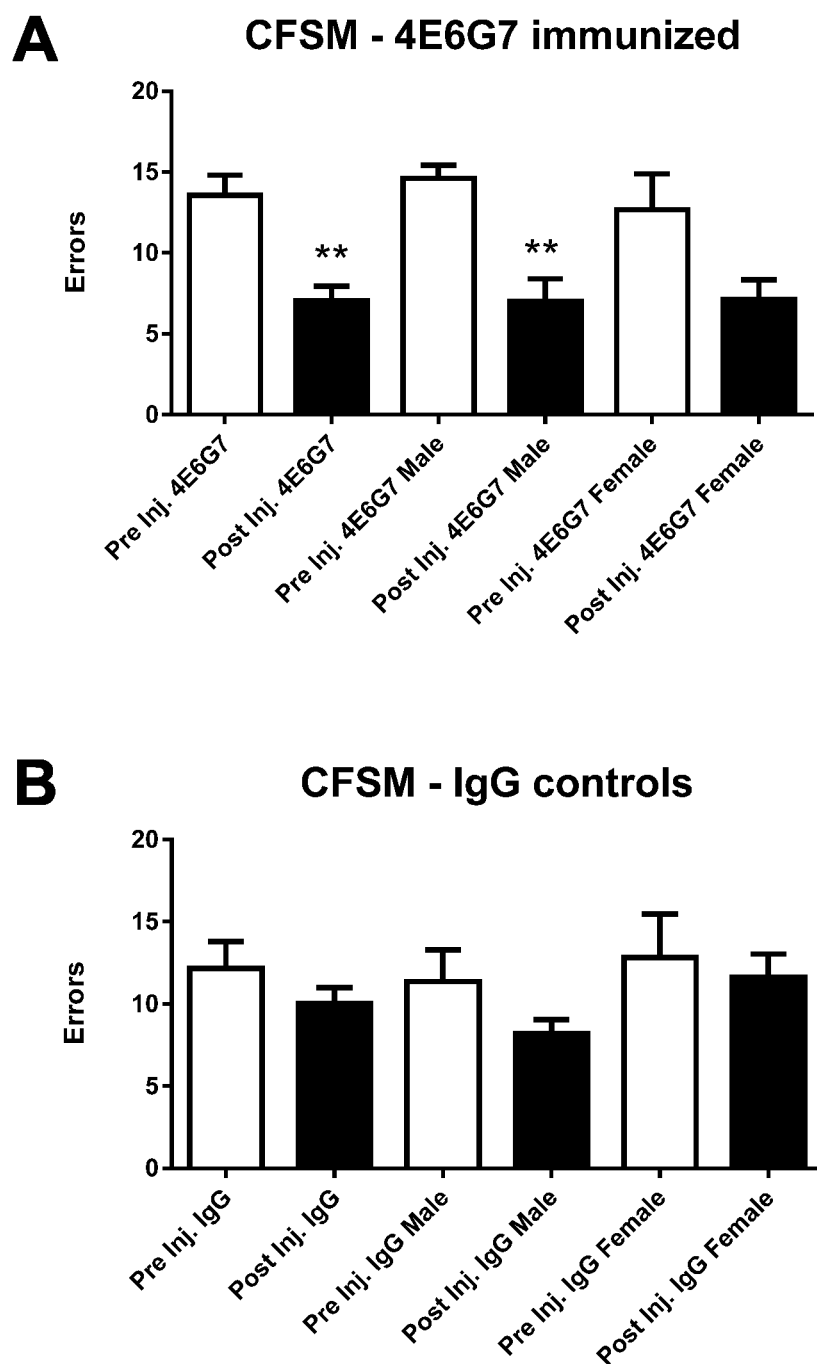 A
CFSM - 4E6G7 immunized
20
15
10
5
0
Errors
**
**
Pre Inj. 4E6G7
Post Inj. 4E6G7
Pre Inj. 4E6G7 Male
Post Inj. 4E6G7 Male
Pre Inj. 4E6G7 Female
Post Inj. 4E6G7 Female
B
CFSM - IgG controls
20
15
10
5
0
Errors
Pre Inj. IgG
Post Inj. IgG
Pre Inj. IgG Male
Post Inj. IgG Male
Pre Inj. IgG Female
Post Inj. IgG Female